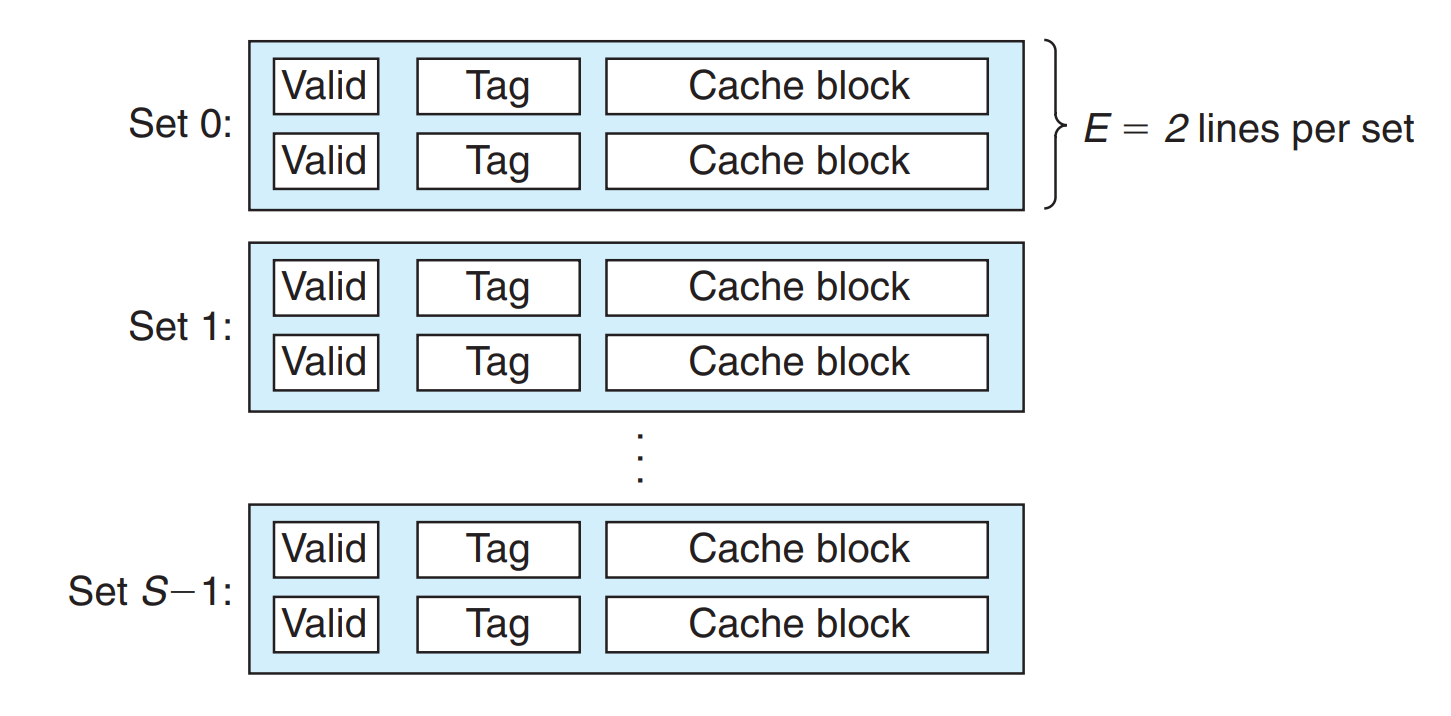 Valid Tag Cache block
Set 0: E = 2 lines per set
Valid Tag Cache block
Valid Tag Cache block
Set 1:
Valid Tag Cache block
⋮
Valid Tag Cache block
Set S−1:
Valid Tag Cache block